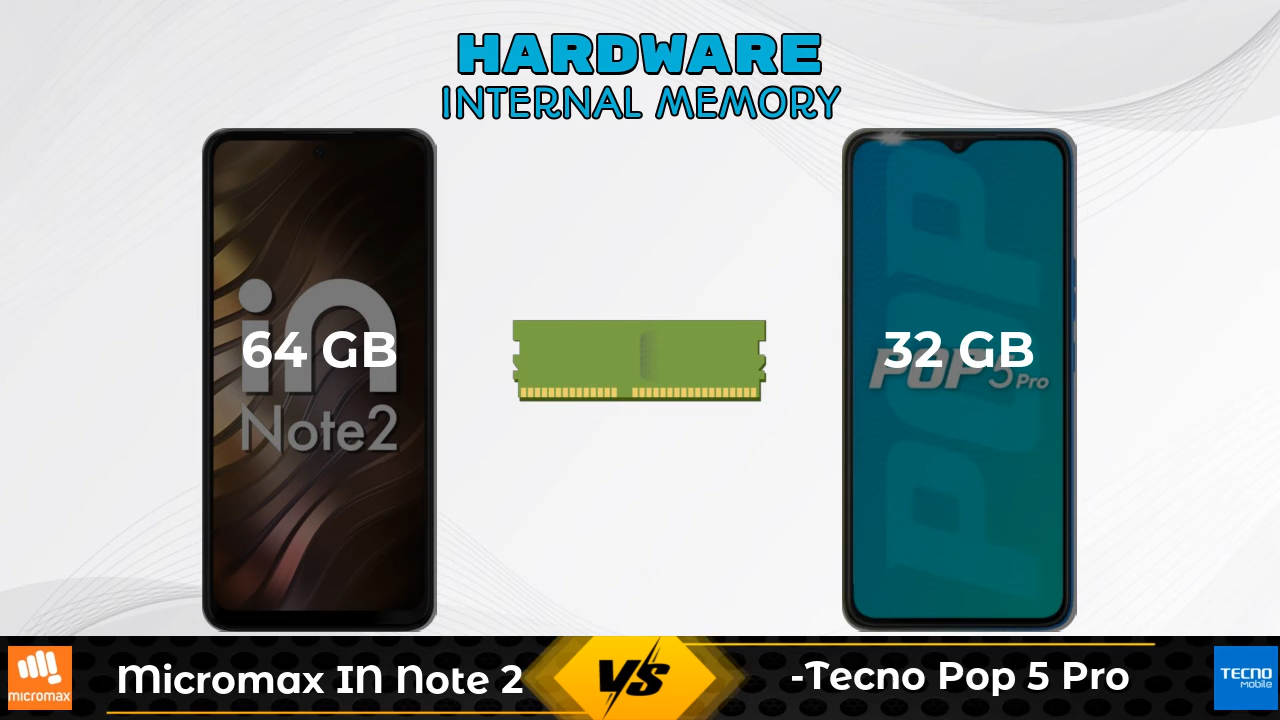 HARDWARE
INTERNAL MEMORY
in
64 GB
Note2
POP
32 GB
POP 5 Pro
micromax
Micromax IN Note 2
VS
-Tecno Pop 5 Pro
TECNO
mobile